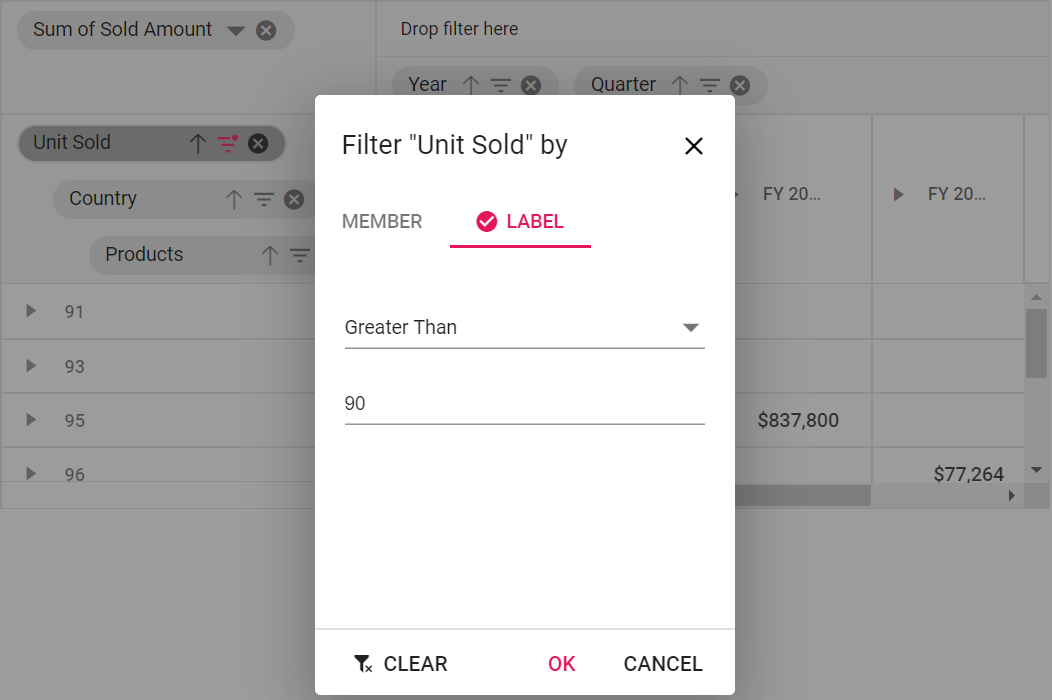 Sum of Sold Amount
Drop filter here
Year
Quarter
Unit Sold
Country
Products
FY 20...
FY 20...
91
93
95
$837,800
96
$77,264
Filter "Unit Sold" by
MEMBER
LABEL
Greater Than
90
CLEAR
OK
CANCEL